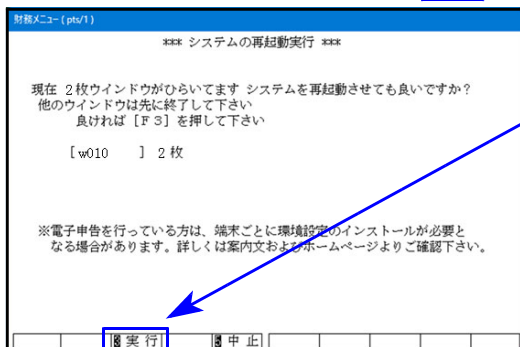 財務メニュー ( pts/1 )
*** システムの再起動実行 ***
現在 2枚ウインドウがひらいてます システムを再起動させても良いですか？
他のウインドウは先に終了して下さい
良ければ [F3] を押して下さい
[w010 ] 2枚
※電子申告を行っている方は、端末ごとに環境設定のインストールが必要と
なる場合があります。詳しくは案内文およびホームページよりご確認下さい。
実行 中止